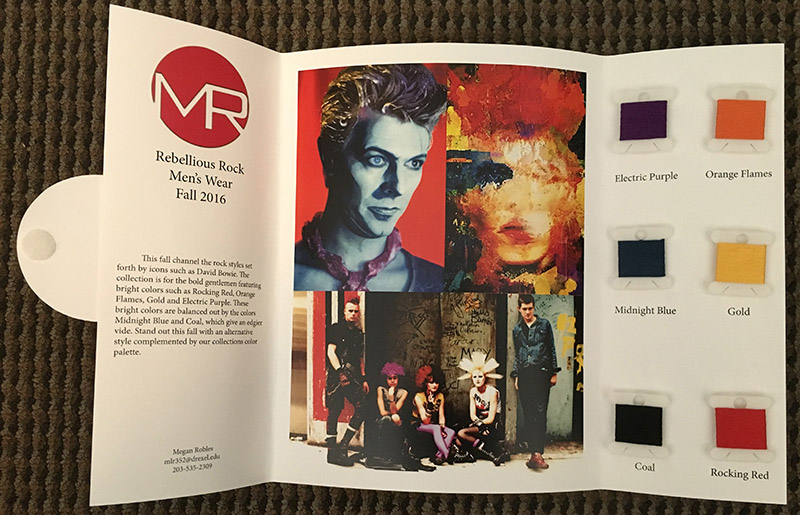 MR
Rebellious Rock
Men's Wear
Fall 2016
This fall channel the rock styles set
forth by icons such as David Bowie. The
collection is for the bold gentlemen featuring
bright colors such as Rocking Red, Orange
Flames, Gold and Electric Purple. These
bright colors are balanced out by the colors
Midnight Blue and Coal, which give an edgier
vide. Stand out this fall with an alternative
style complemented by our collections color
palette.
Megan Robles
mlr352@drexel.edu
203-535-2309
Electric Purple
Orange Flames
Midnight Blue
Gold
Coal
Rocking Red